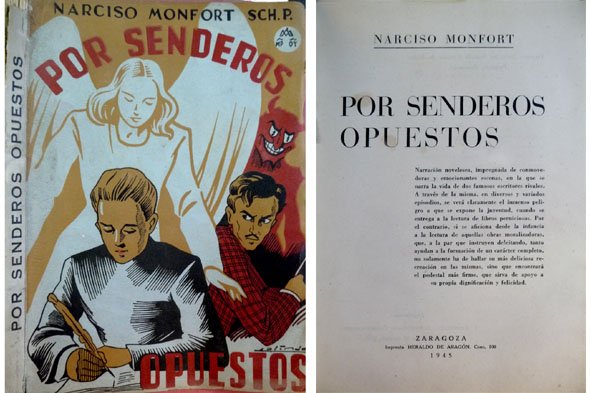 POR SENDEROS OPUESTOS
NARCISO MONFORT SCH.P.
POR SENDEROS
OPUESTOS
NARCISO MONFORT
POR SENDEROS
OPUESTOS
Narración novelesca, impregnada de conmove-
doras y emocionantes escenas, en la que se
narra la vida de dos famosos escritores rivales.
A través de la misma, en diversos y variados
episodios, se verá claramente el inmenso peli-
gro a que se expone la juventud, cuando se
entrega a la lectura de libros perniciosos. Por
el contrario, si se aficiona desde la infancia
a la lectura de aquellas obras moralizadoras,
que, a la par que instruyen deleitando, tanto
ayudan a la formación de un carácter completo,
no solamente ha de hallar su más deliciosa re-
creación en las mismas, sino que encontrará
el pedestal más firme, que sirva de apoyo a
su propia dignificación y felicidad.
ZARAGOZA
Imprenta HERALDO DE ARAGÓN. Coso, 100
1945